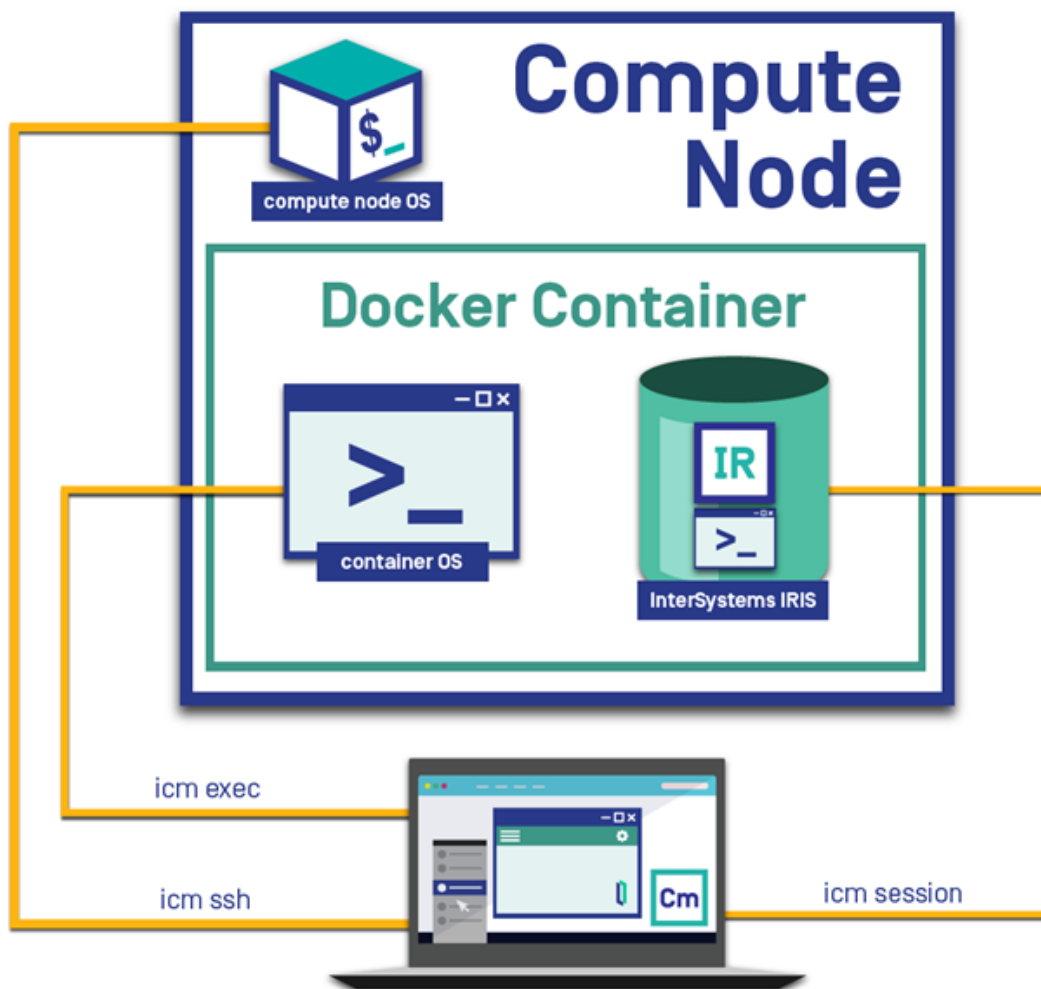 Compute
Node
$_
compute node OS
Docker Container
>_
container OS
IR
>_
InterSystems IRIS
icm exec
icm ssh
Cm
icm session